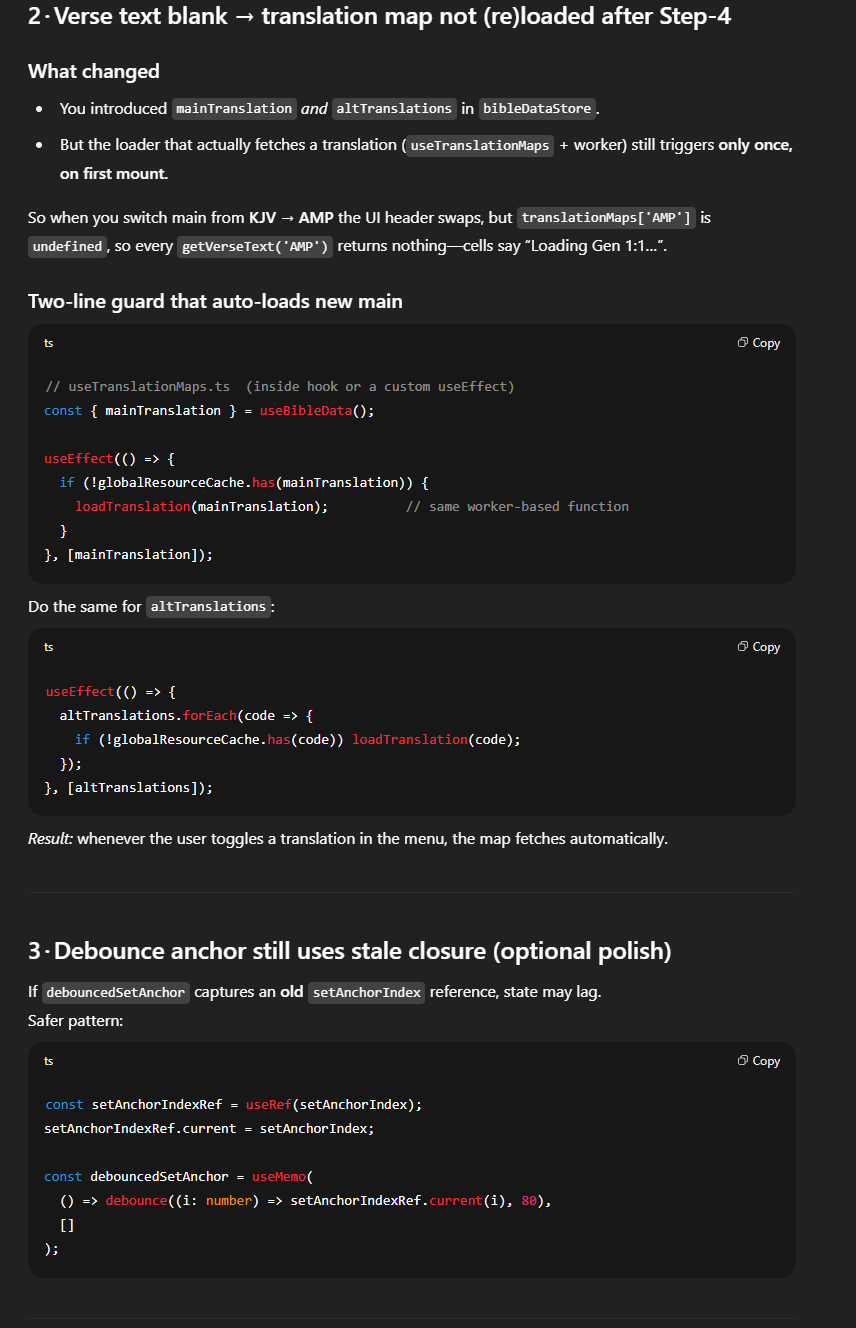 2 · Verse text blank → translation map not (re)loaded after Step-4
What changed
• You introduced mainTranslation and altTranslations in bibleDataStore.
• But the loader that actually fetches a translation (useTranslationMaps + worker) still triggers only once,
on first mount.
So when you switch main from KJV → AMP the UI header swaps, but translationMaps['AMP'] is
undefined, so every getVerseText('AMP') returns nothing—cells say “Loading Gen 1:1…”.
Two-line guard that auto-loads new main
ts Copy
// useTranslationMaps.ts  (inside hook or a custom useEffect)
const { mainTranslation } = useBibleData();
useEffect(() => {
  if (!globalResourceCache.has(mainTranslation)) {
    loadTranslation(mainTranslation);          // same worker-based function
  }
}, [mainTranslation]);
Do the same for altTranslations:
ts Copy
useEffect(() => {
  altTranslations.forEach(code => {
    if (!globalResourceCache.has(code)) loadTranslation(code);
  });
}, [altTranslations]);
Result: whenever the user toggles a translation in the menu, the map fetches automatically.
3 · Debounce anchor still uses stale closure (optional polish)
If debouncedSetAnchor captures an old setAnchorIndex reference, state may lag.
Safer pattern:
ts Copy
const setAnchorIndexRef = useRef(setAnchorIndex);
setAnchorIndexRef.current = setAnchorIndex;
const debouncedSetAnchor = useMemo(
  () => debounce((i: number) => setAnchorIndexRef.current(i), 80),
  []
);